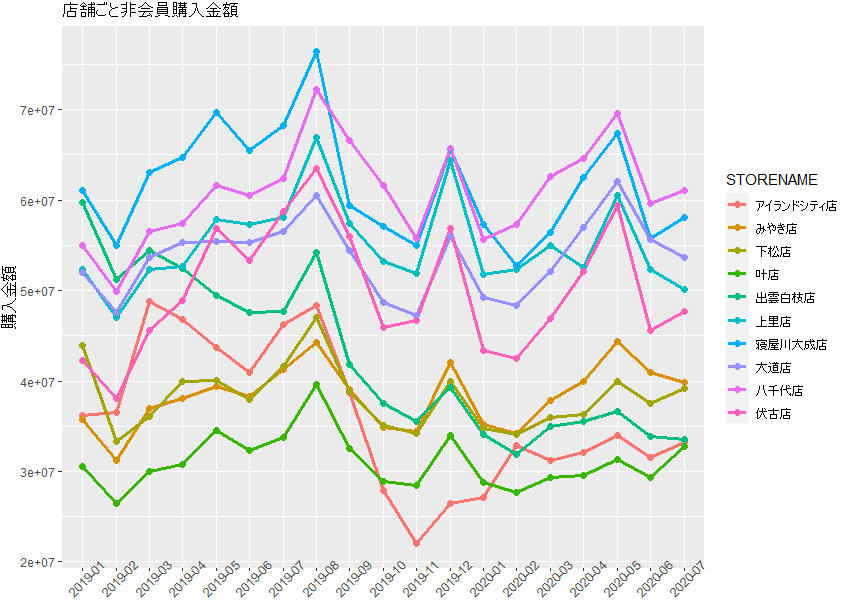 店舗ごと非会員購入金額
購入金額
7e+07
6e+07
5e+07
4e+07
3e+07
2e+07
2019-01
2019-02
2019-03
2019-04
2019-05
2019-06
2019-07
2019-08
2019-09
2019-10
2019-11
2019-12
2020-01
2020-02
2020-03
2020-04
2020-05
2020-06
2020-07
STORENAME
アイランドシティ店
みやき店
下松店
叶店
出雲白枝店
上里店
寝屋川大成店
大道店
八千代店
伏古店